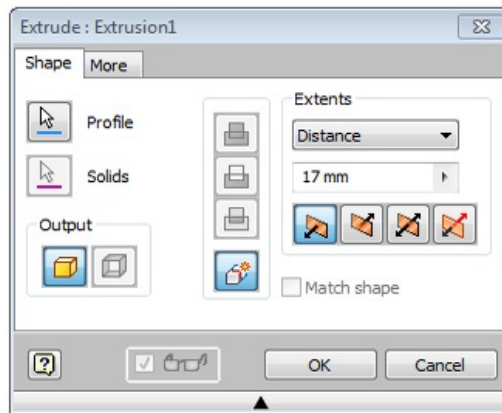 Extrude : Extrusion1
Shape
More
Profile
Solids
Output
Extents
Distance
17 mm
Match shape
?
OK
Cancel